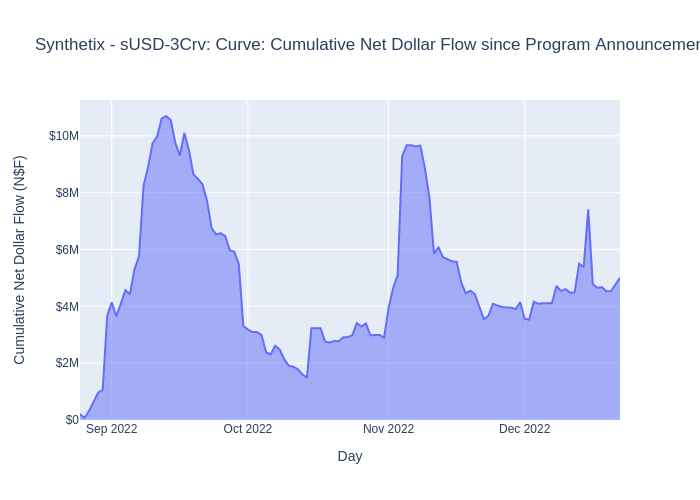 Synthetix - sUSD-3Crv: Curve: Cumulative Net Dollar Flow since Program
Cumulative Net Dollar Flow (N$F)
$10M
$8M
$6M
$4M
$2M
$0
Sep 2022 Oct 2022 Nov 2022 Dec 2022
Day